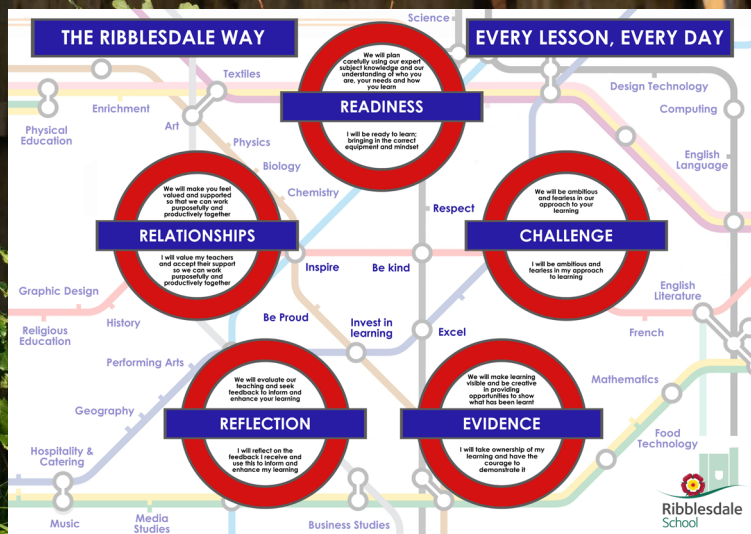 THE RIBBLESDALE WAY
EVERY LESSON, EVERY DAY
Science
We will plan
carefully using our expert
subject knowledge and our
understanding of who you
are, your needs and how
you learn
READINESS
I will be ready to learn;
bringing in the correct
equipment and mindset
Textiles
Enrichment
Art
Physical
Education
Physics
Biology
Chemistry
Design Technology
Computing
English
Language
We will make you feel
valued and supported
so that we can work
purposefully and
productively together
RELATIONSHIPS
I will value my teachers
and accept their support
so we can work
purposefully and
productively together
Respect
We will be ambitious
and fearless in our
approach to your
learning
CHALLENGE
I will be ambitious and
fearless in my approach
to learning
Inspire
Be kind
Be Proud
Invest in
learning
Excel
Graphic Design
Religious
Education
History
Performing Arts
Geography
Hospitality &
Catering
English
Literature
French
Mathematics
Food
Technology
We will evaluate our
teaching and seek
feedback to inform and
enhance your learning
REFLECTION
I will reflect on the
feedback I receive and
use this to inform and
enhance my learning
We will make learning
visible and be creative
in providing
opportunities to show
what has been learnt
EVIDENCE
I will take ownership of my
learning and have the
courage to
demonstrate it
Music
Media
Studies
Business Studies
Ribblesdale
School